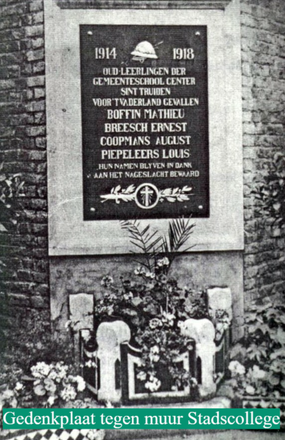 1914 1918
OUD-LEERLINGEN DER
GEMEENTESCHOOL CENTER
SINT TRUIDEN
VOOR 'T VADERLAND GEVALLEN
BOFFIN MATHIEU
BREESCH ERNEST
COOPMANS AUGUST
PIEPELEERS LOUIS
HUN NAMEN BLYVEN IN DANK
AAN HET NAGESLACHT BEWAARD
Gedenkplaat tegen muur Stadscollege